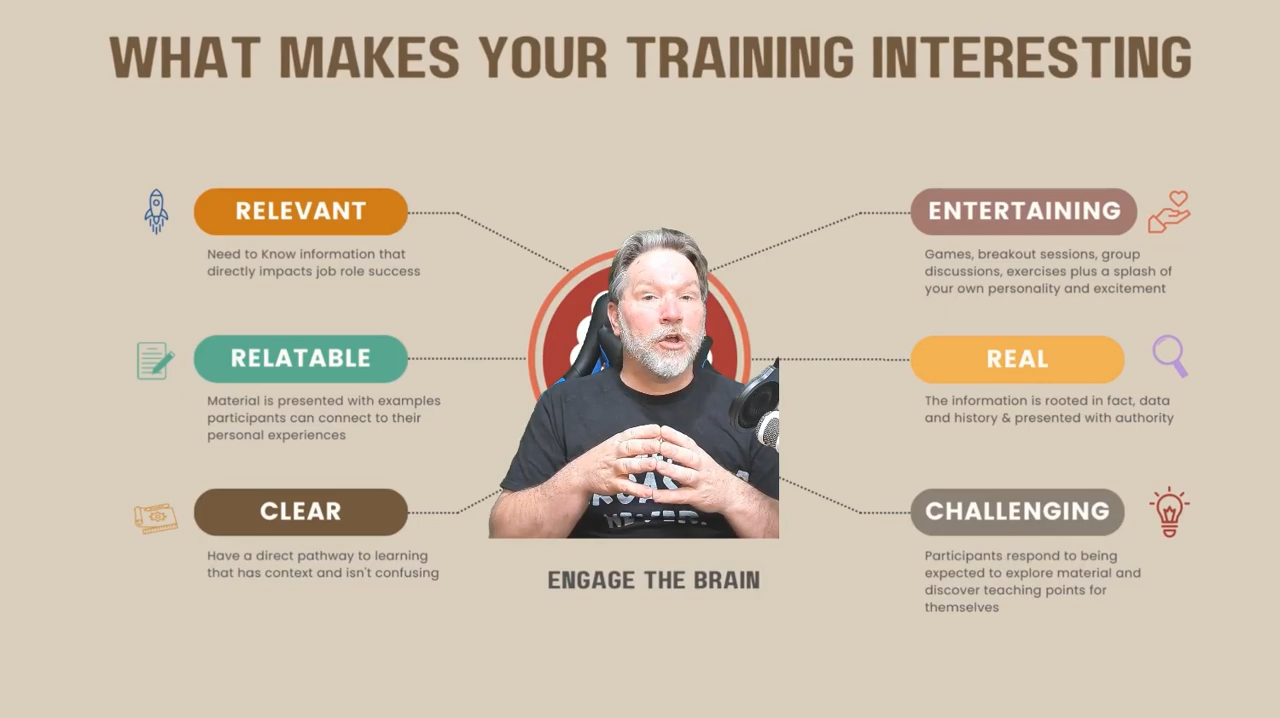 WHAT MAKES YOUR TRAINING INTERESTING
RELEVANT
Need to Know information that
directly impacts job role success
RELATABLE
Material is presented with examples
participants can connect to their
personal experiences
CLEAR
Have a direct pathway to learning
that has context and isn't confusing
ENTERTAINING
Games, breakout sessions, group
discussions, exercises plus a splash of
your own personality and excitement
REAL
The information is rooted in fact, data
and history & presented with authority
CHALLENGING
Participants respond to being
expected to explore material and
discover teaching points for
themselves
ENGAGE THE BRAIN